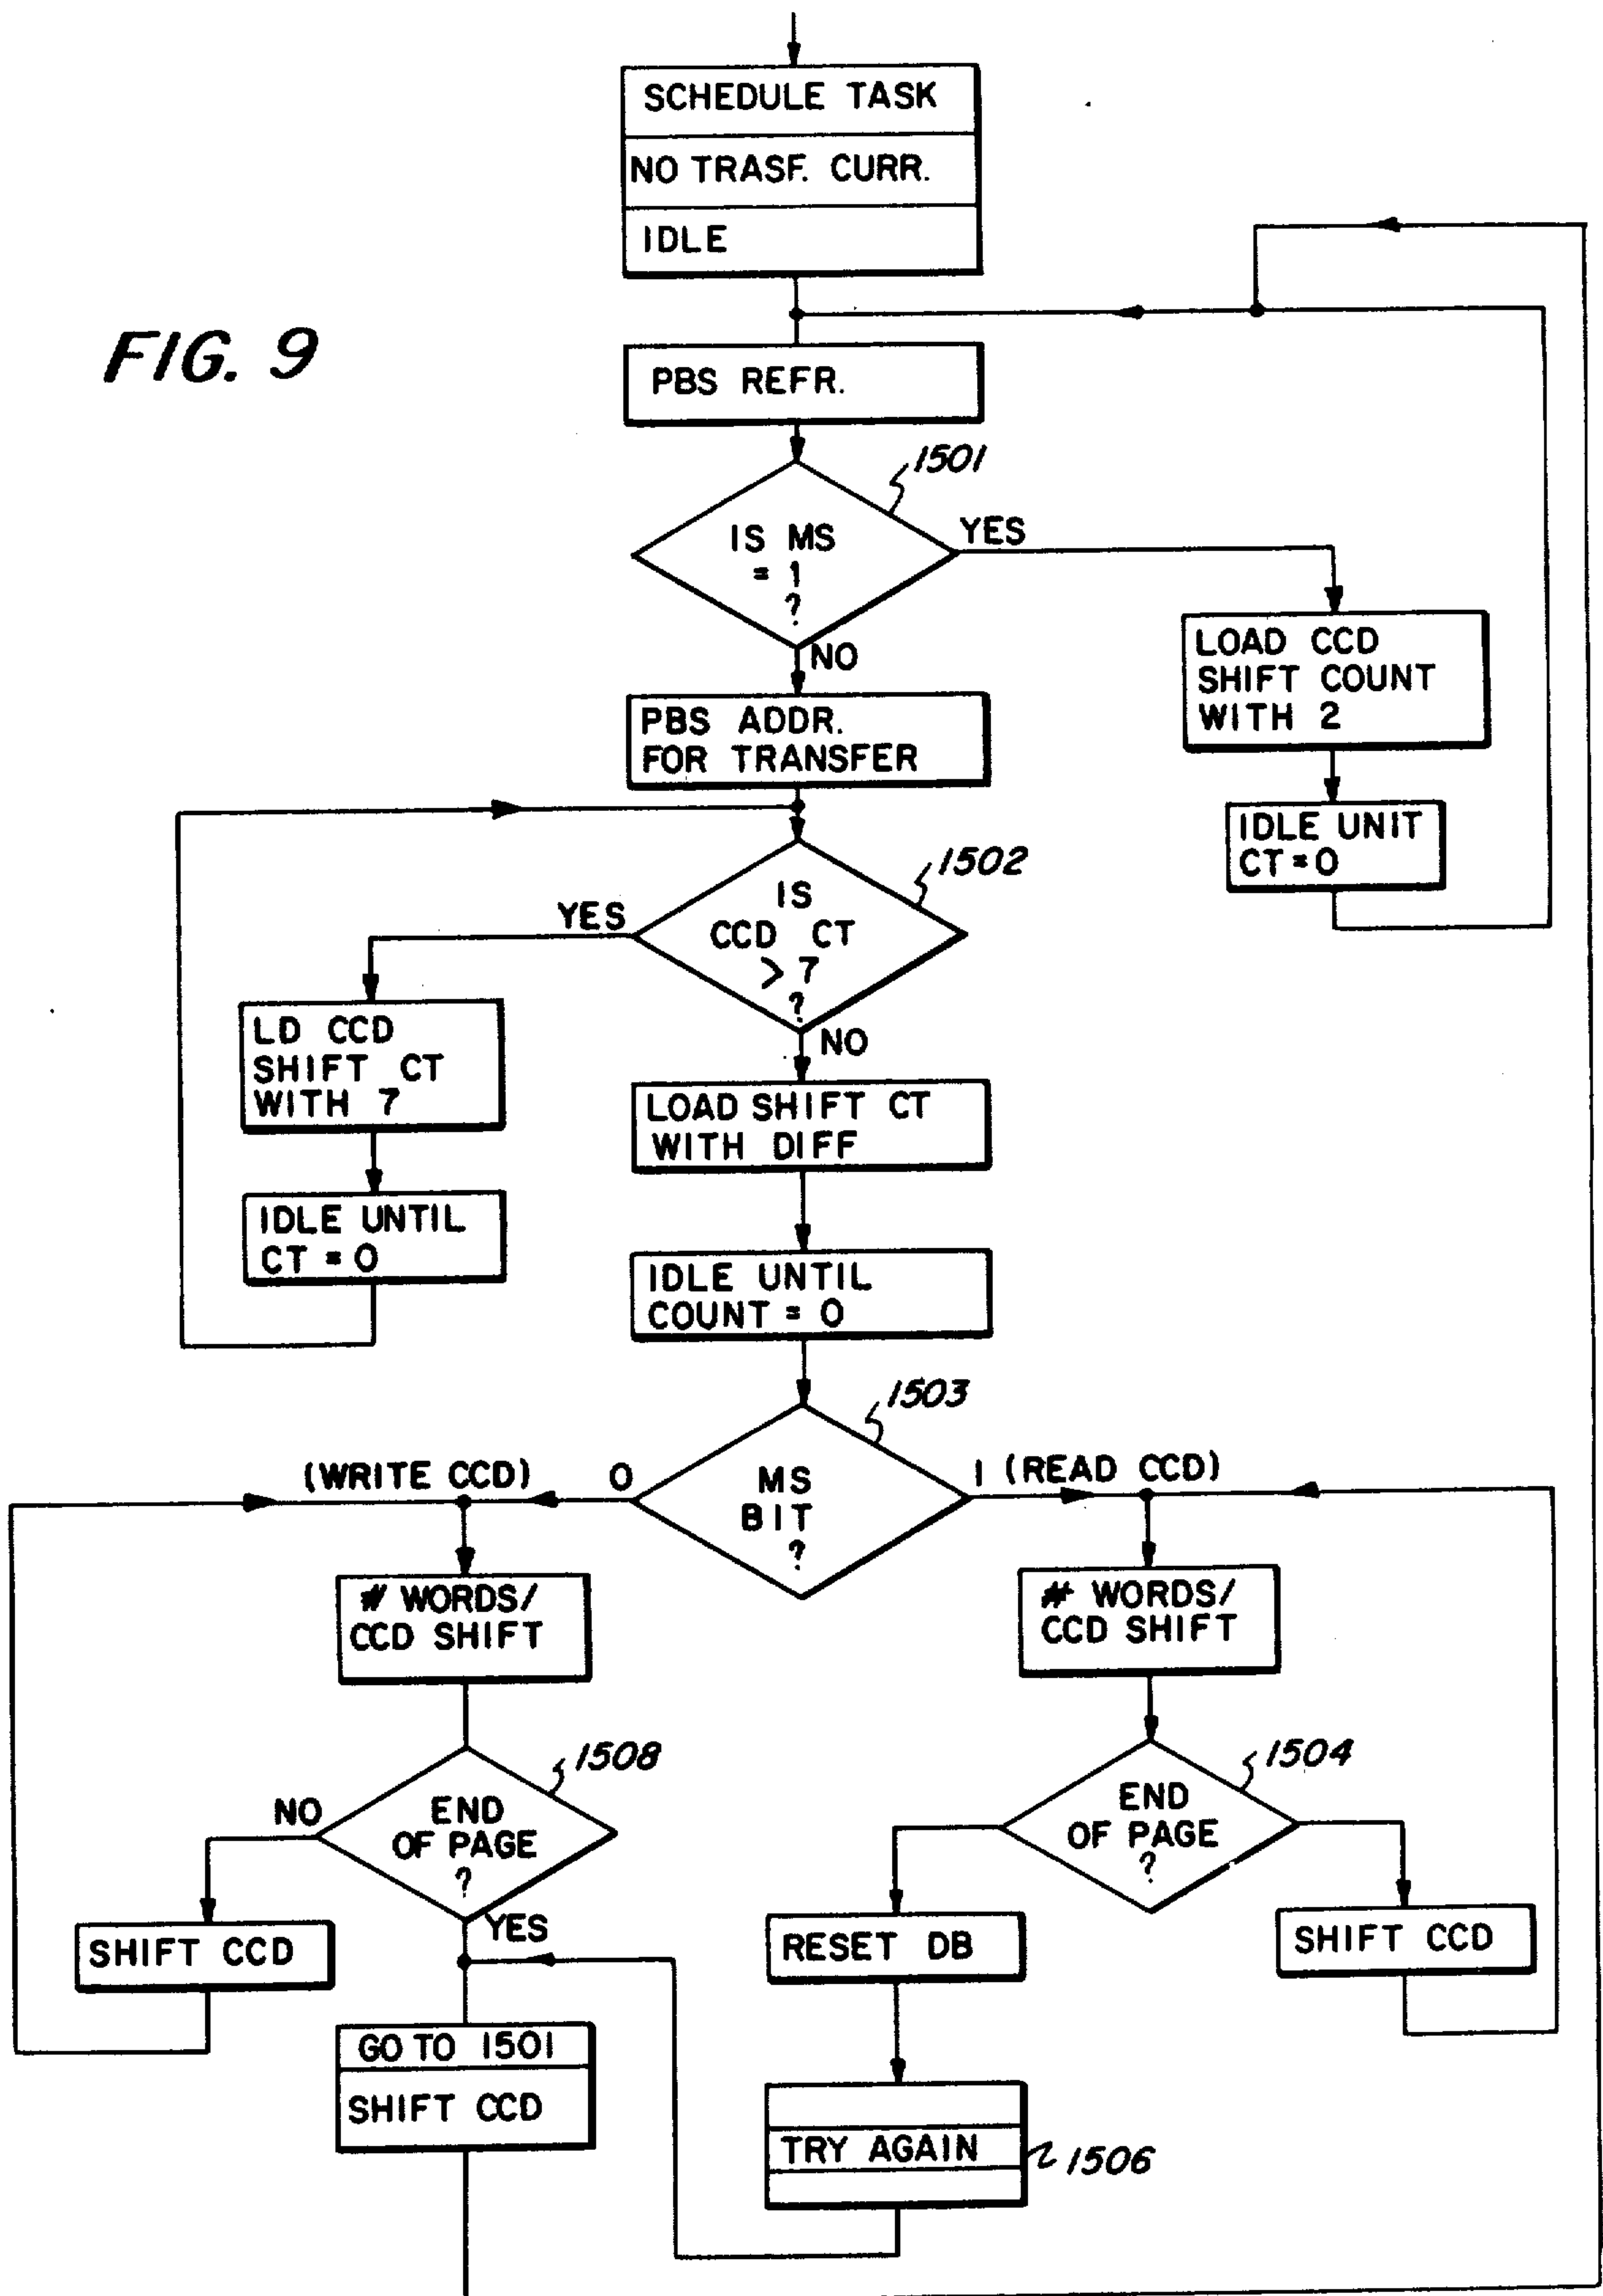 SCHEDULE TASK
NO TRASF. CURR.
IDLE
FIG. 9
PBS REFR.
1501
IS MS
= 1
?
YES
NO
LOAD CCD
SHIFT COUNT
WITH 2
PBS ADDR.
FOR TRANSFER
IDLE UNIT
CT = 0
1502
IS
CCD CT
> 7
?
YES
NO
LD CCD
SHIFT CT
WITH 7
LOAD SHIFT CT
WITH DIFF
IDLE UNTIL
CT = 0
IDLE UNTIL
COUNT = 0
1503
(WRITE CCD) 0
MS
BIT
?
1 (READ CCD)
# WORDS/
CCD SHIFT
# WORDS/
CCD SHIFT
1508
END
OF PAGE
?
NO
YES
1504
END
OF PAGE
?
SHIFT CCD
RESET DB
SHIFT CCD
GO TO 1501
SHIFT CCD
TRY AGAIN
1506